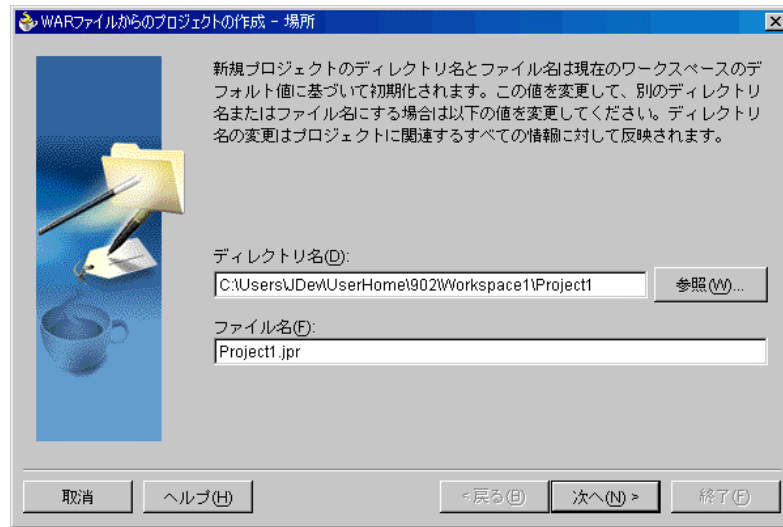 WARファイルからのプロジェクトの作成 - 場所
新規プロジェクトのディレクトリ名とファイル名は現在のワークスペースのデ
フォルト値に基づいて初期化されます。この値を変更して、別のディレクトリ
名またはファイル名にする場合は以下の値を変更してください。ディレクトリ
名の変更はプロジェクトに関連するすべての情報に対して反映されます。
ディレクトリ名(D):
C:\Users\JDev\UserHome\902\Workspace1\Project1
参照(W)...
ファイル名(F):
Project1.jpr
取消
ヘルプ(H)
< 戻る(B)
次へ(N) >
終了(F)